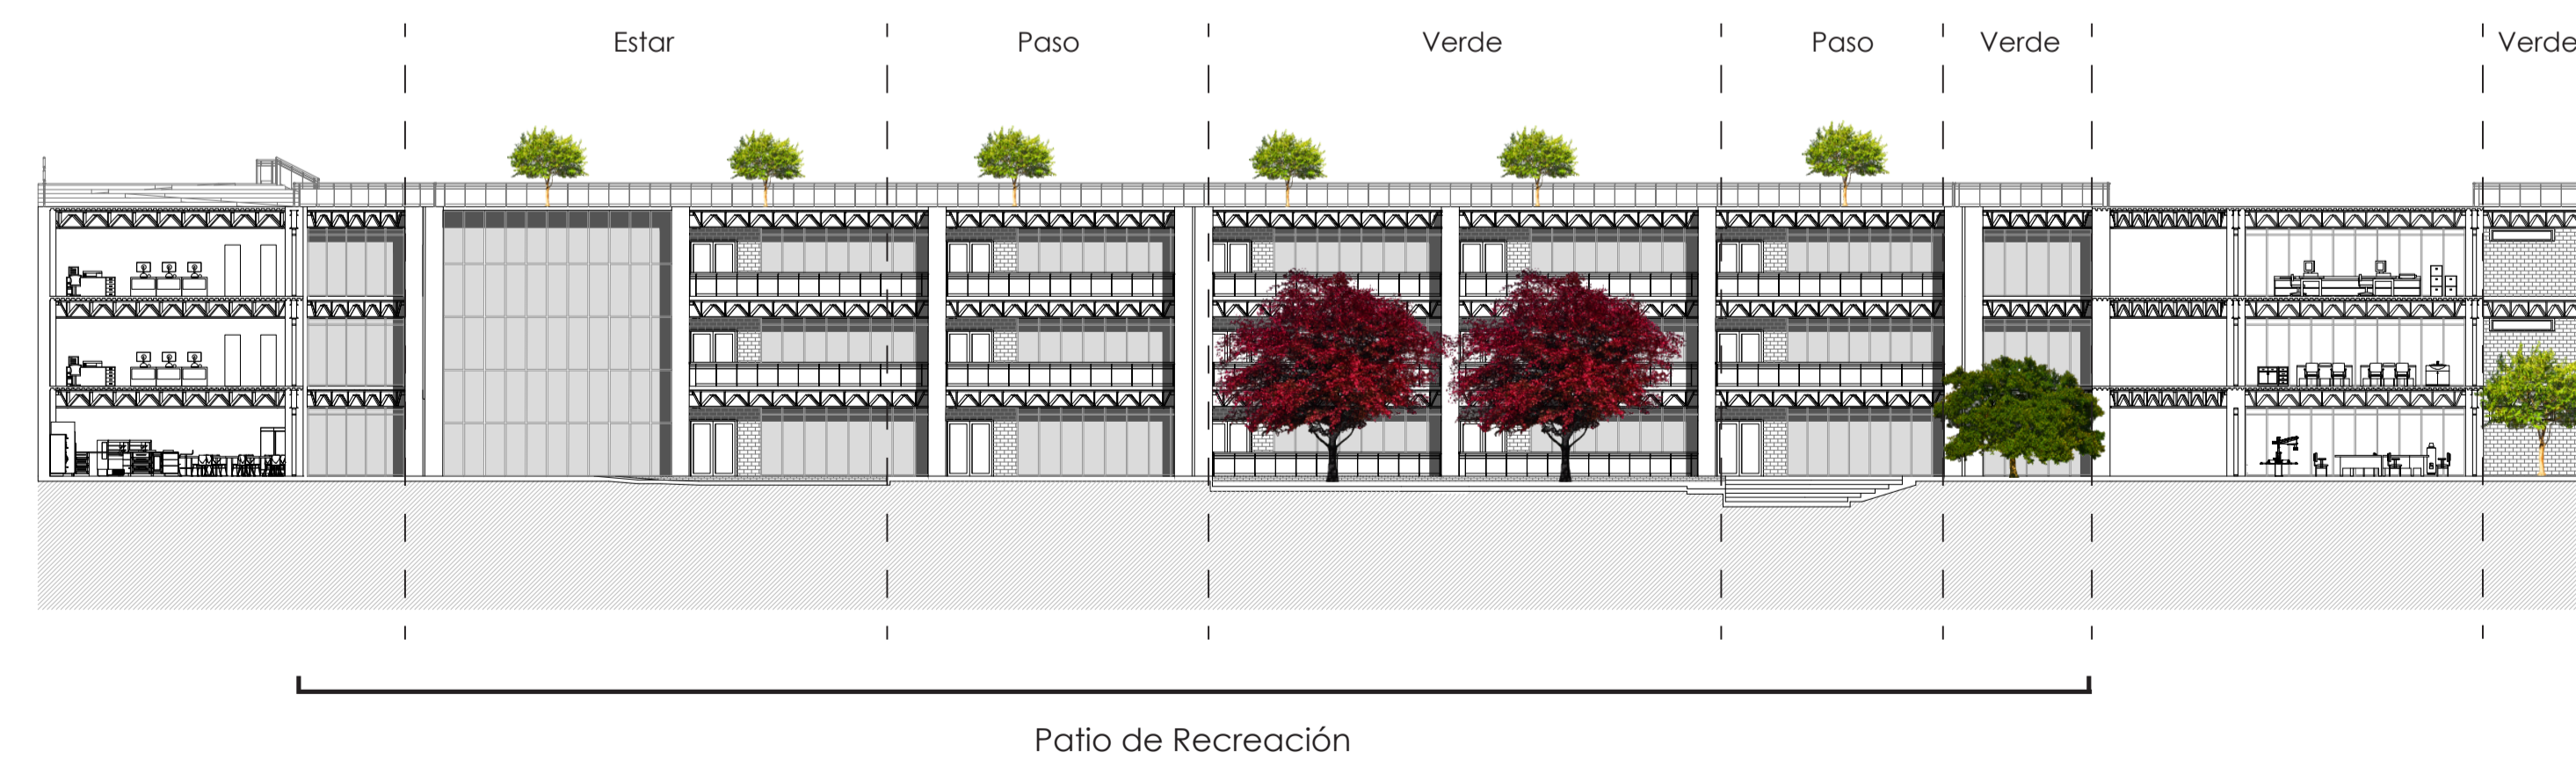 Estar
Paso
Verde
Paso
Verde
Verde
Patio de Recreación